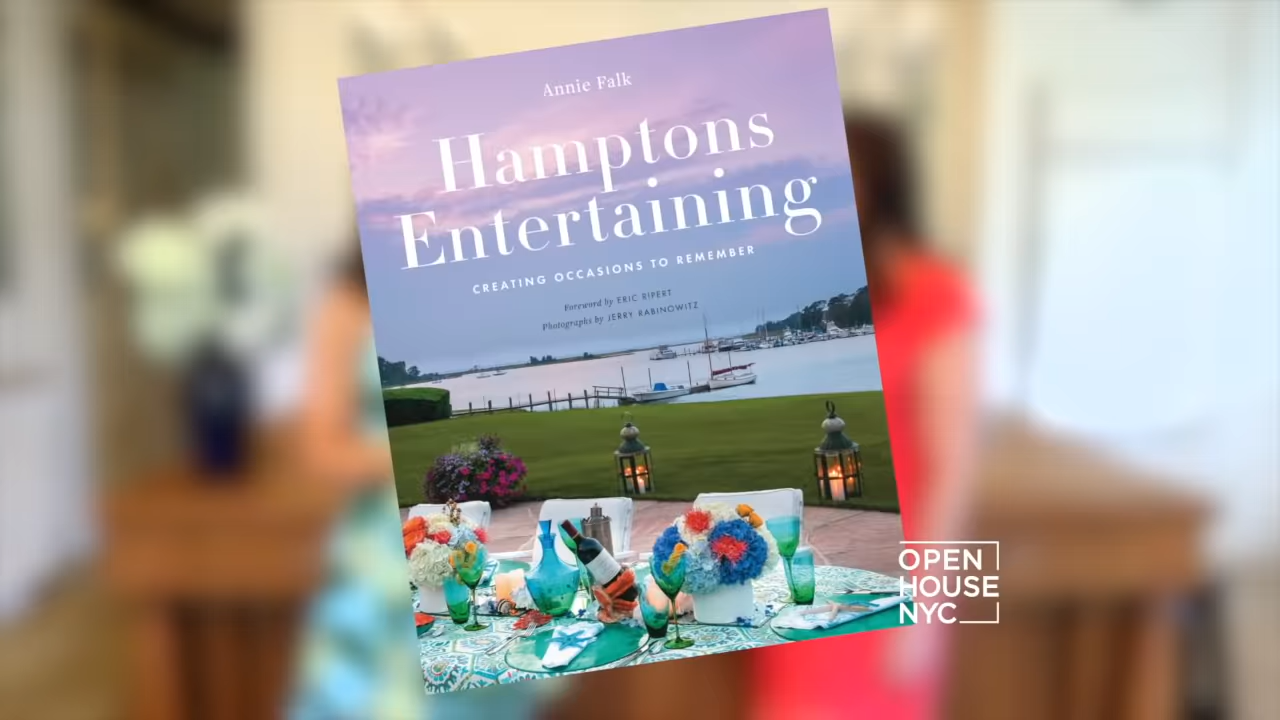 Annie Falk
Hamptons
Entertaining
CREATING OCCASIONS TO REMEMBER
Foreword by ERIC RIPERT
Photographs by JERRY RABINOWITZ
OPEN
HOUSE
NYC